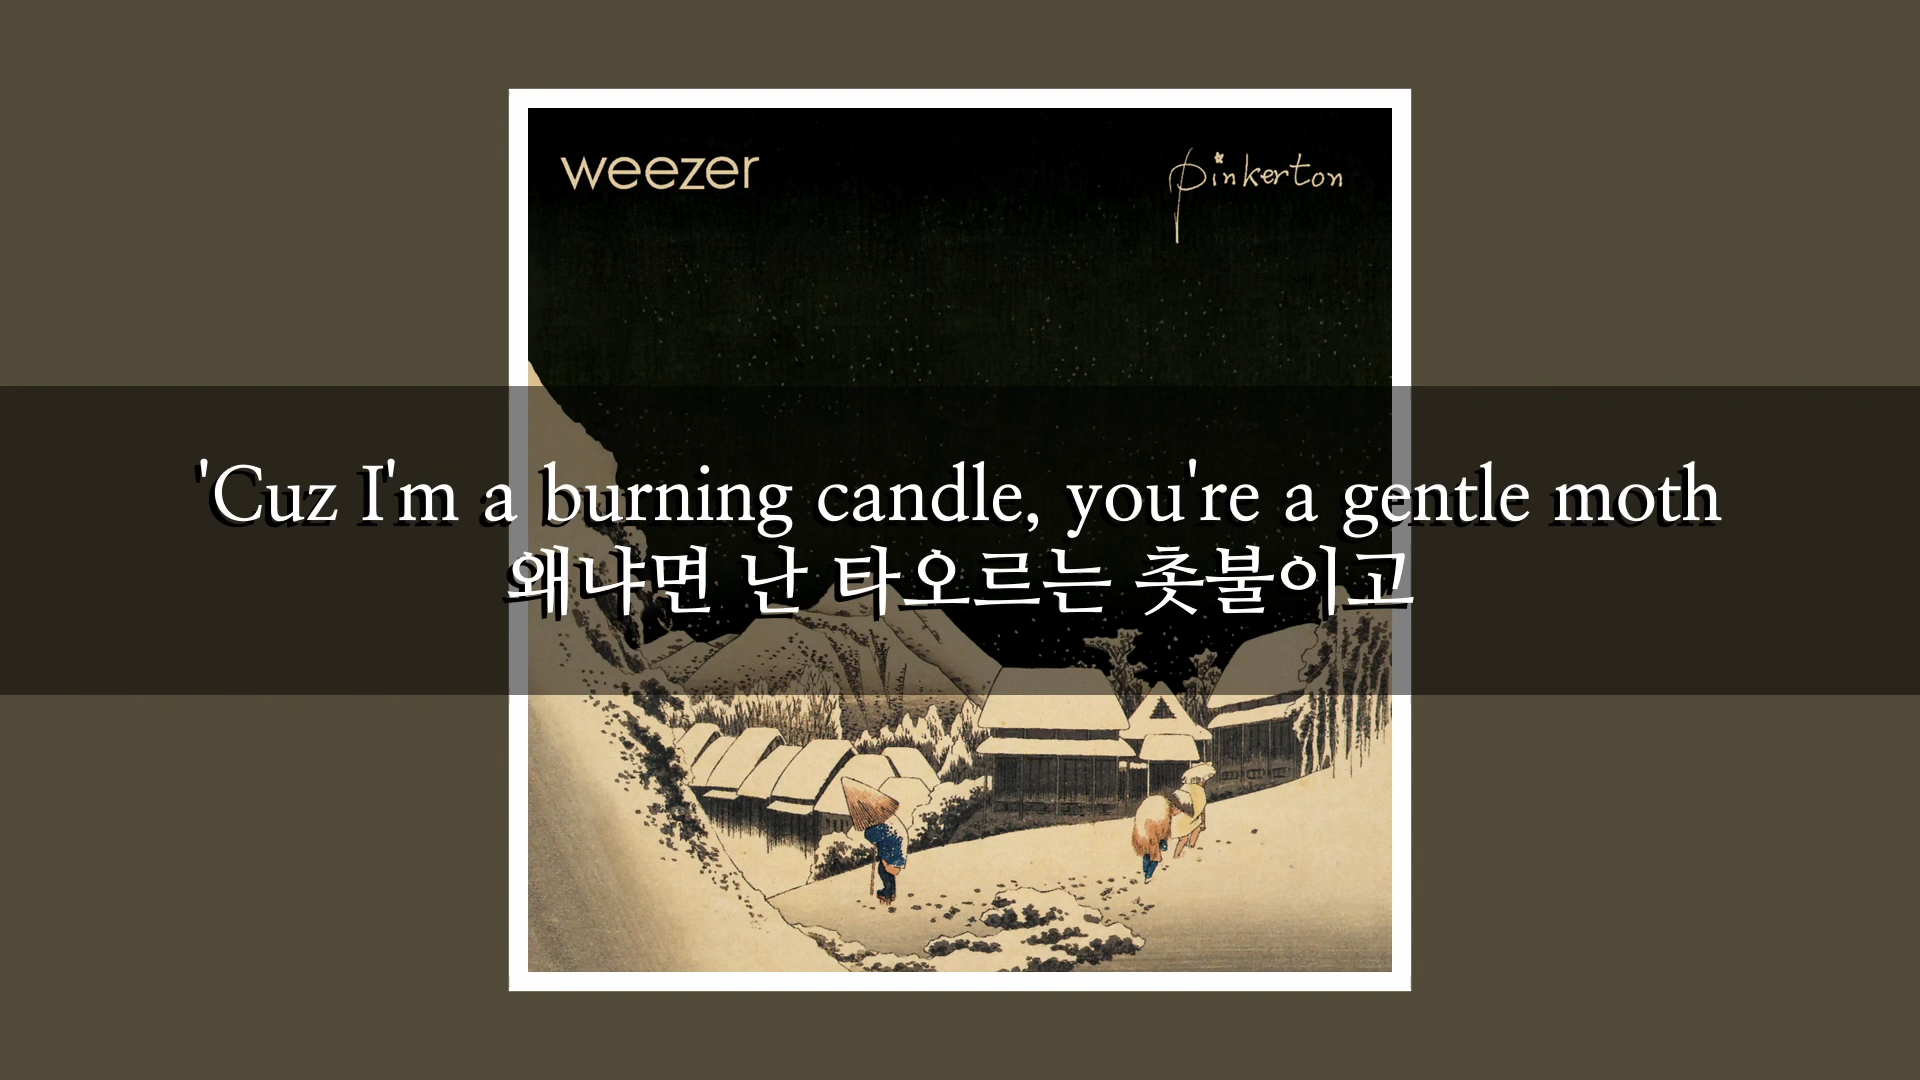 weezer
pinkerton
'Cuz I'm a burning candle, you're a gentle moth
왜냐면 난 타오르는 촛불이고